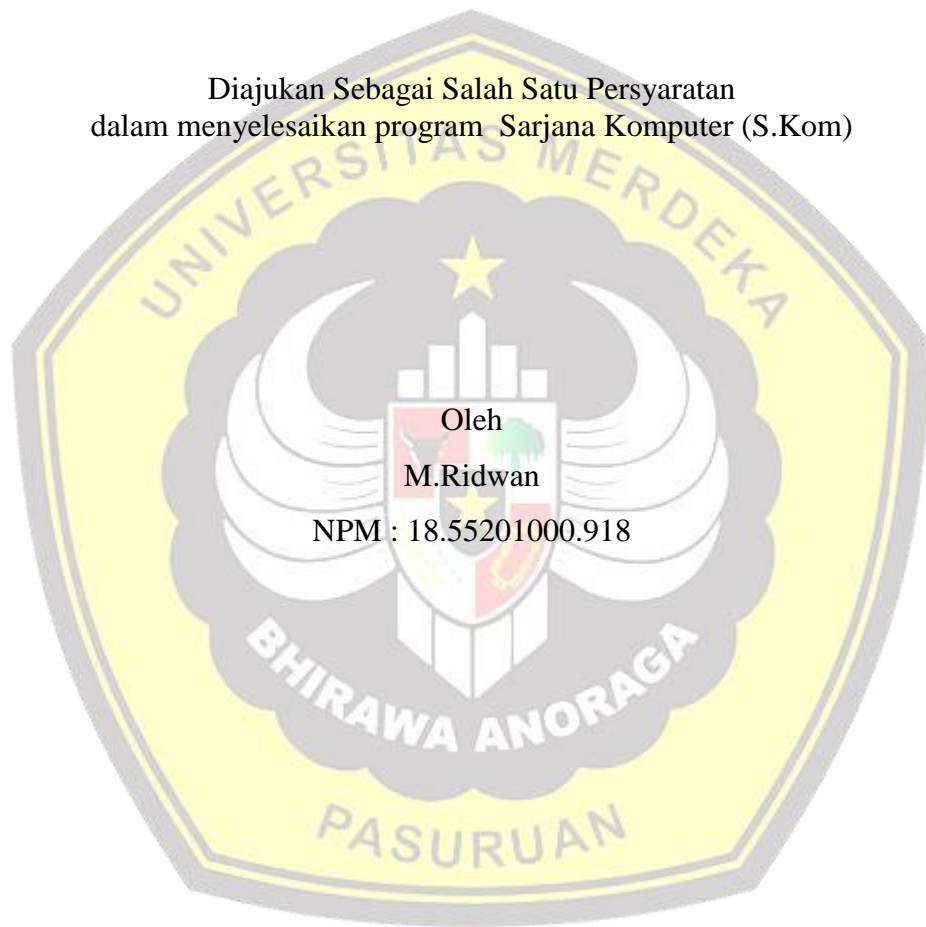 Diajukan Sebagai Salah Satu Persyaratan
dalam menyelesaikan program Sarjana Komputer (S.Kom)
UNIVERSITAS MERDEKA
Oleh
M.Ridwan
NPM : 18.55201000.918
BHIRAWA ANORAGA
PASURUAN